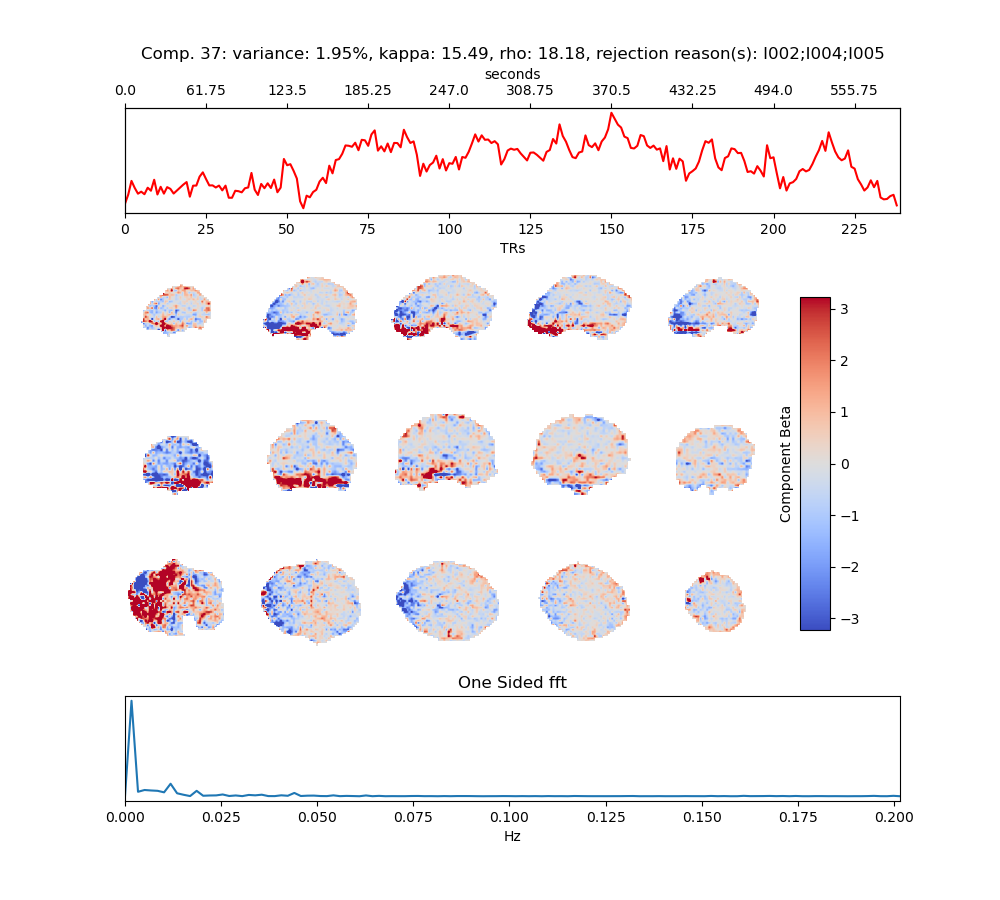 Comp. 37: variance: 1.95%, kappa: 15.49, rho: 18.18, rejection reason(s): I002;I004;I005
seconds
0.0 61.75 123.5 185.25 247.0 308.75 370.5 432.25 494.0 555.75
0 25 50 75 100 125 150 175 200 225
TRs
3
2
1
0
−1
−2
−3
Component Beta
One Sided fft
0.000 0.025 0.050 0.075 0.100 0.125 0.150 0.175 0.200
Hz